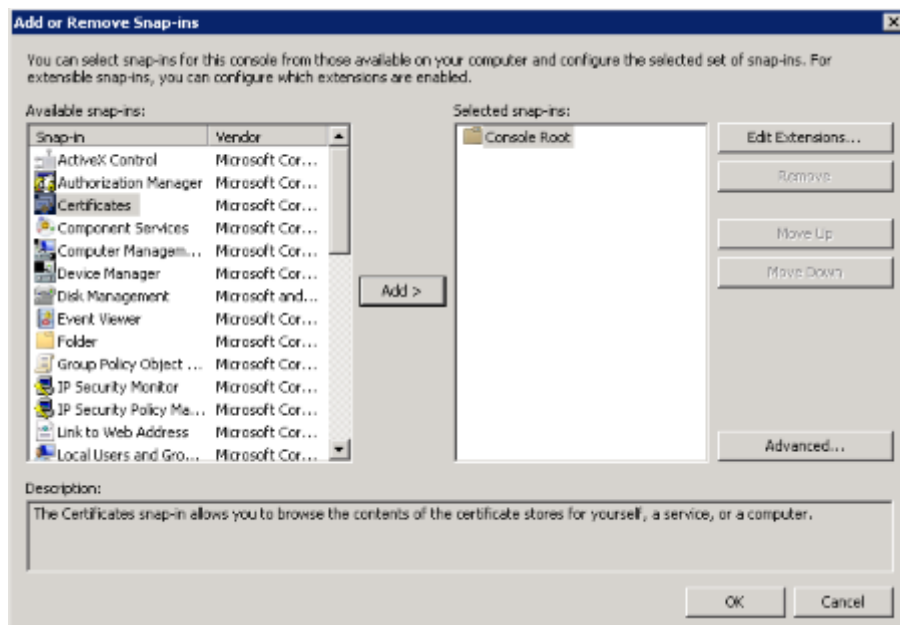 Add or Remove Snap-ins
You can select snap-ins for this console from those available on your computer and configure the selected set of snap-ins. For
extensible snap-ins, you can configure which extensions are enabled.
Available snap-ins:
Selected snap-ins:
Snap-in Vendor
ActiveX Control Microsoft Cor...
Authorization Manager Microsoft Cor...
Certificates Microsoft Cor...
Component Services Microsoft Cor...
Computer Managem... Microsoft Cor...
Device Manager Microsoft Cor...
Disk Management Microsoft and...
Event Viewer Microsoft Cor...
Folder Microsoft Cor...
Group Policy Object ... Microsoft Cor...
IP Security Monitor Microsoft Cor...
IP Security Policy Ma... Microsoft Cor...
Link to Web Address Microsoft Cor...
Local Users and Gro... Microsoft Cor...
Add >
Console Root
Edit Extensions...
Remove
Move Up
Move Down
Advanced...
Description:
The Certificates snap-in allows you to browse the contents of the certificate stores for yourself, a service, or a computer.
OK Cancel